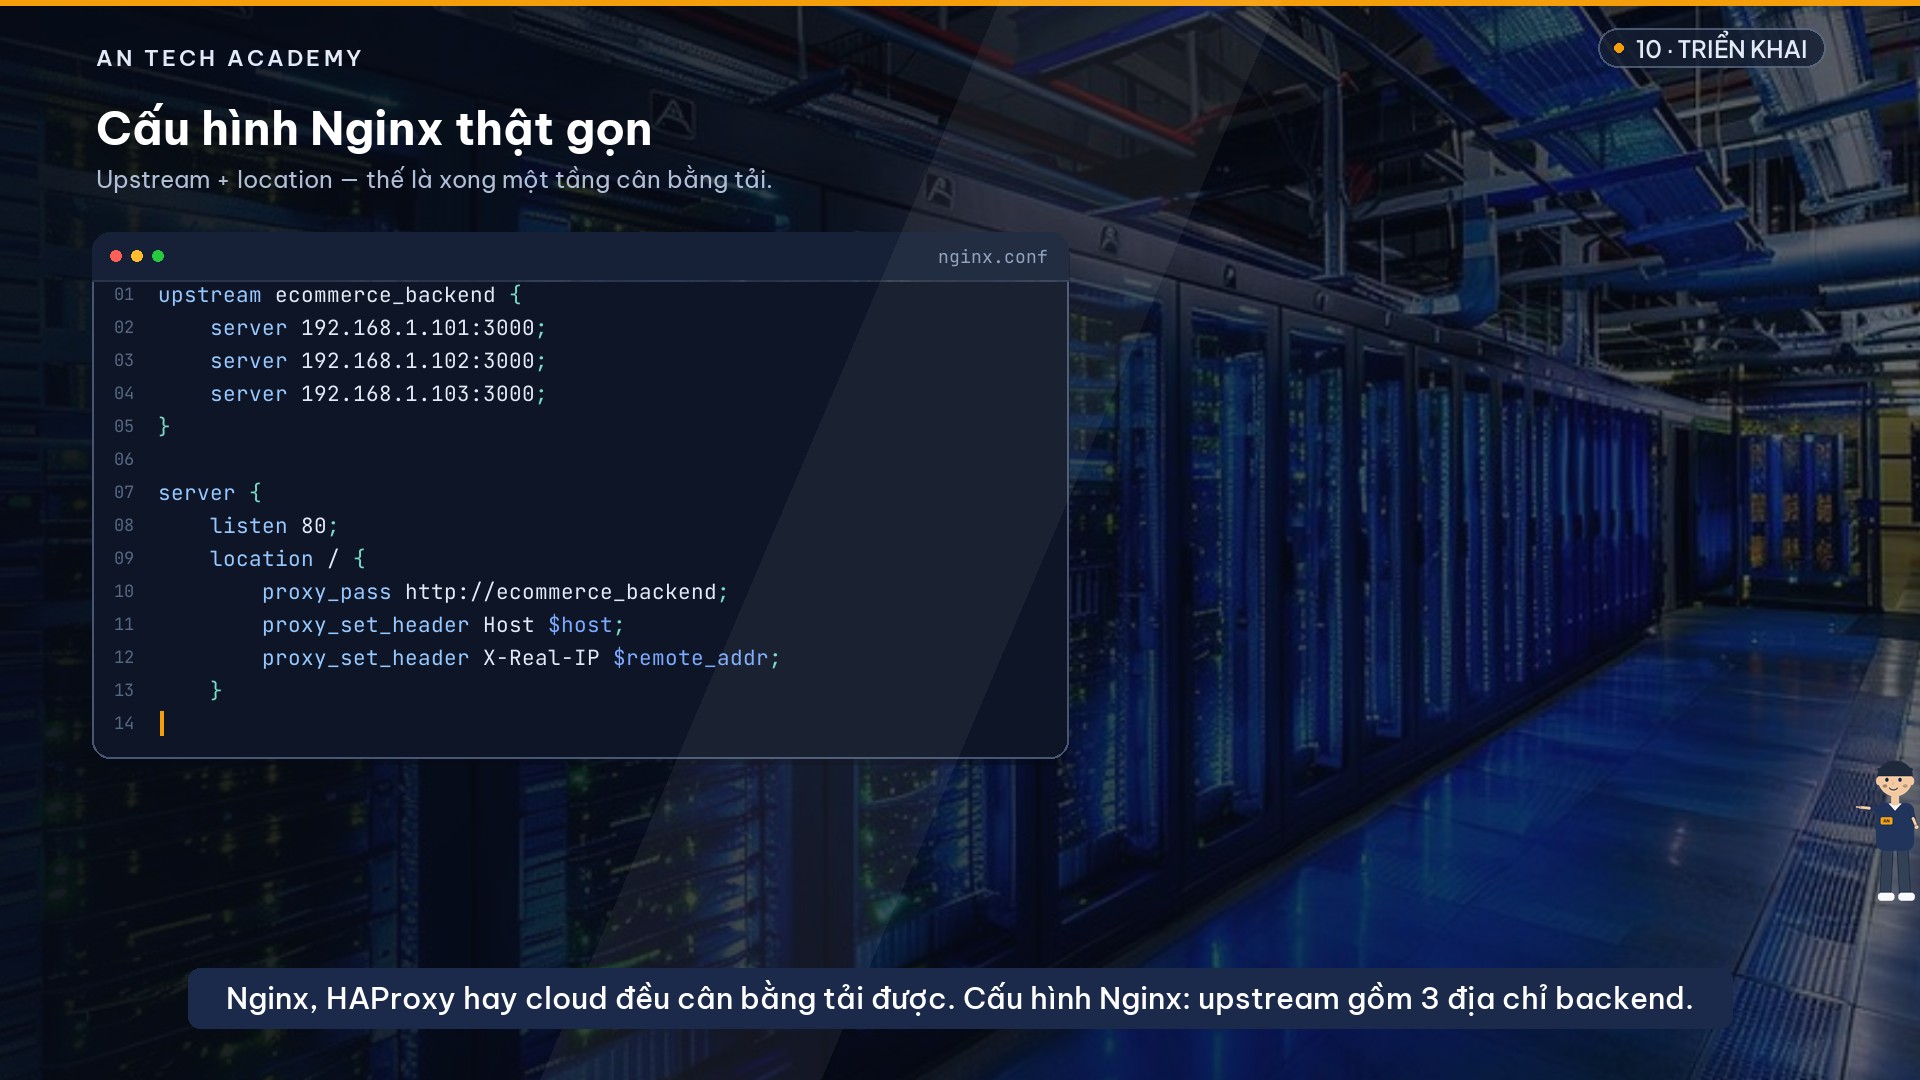 AN TECH ACADEMY
10 · TRIỂN KHAI
Cấu hình Nginx thật gọn
Upstream + location — thế là xong một tầng cân bằng tải.
nginx.conf
01 upstream ecommerce_backend {
02     server 192.168.1.101:3000;
03     server 192.168.1.102:3000;
04     server 192.168.1.103:3000;
05 }
06
07 server {
08     listen 80;
09     location / {
10         proxy_pass http://ecommerce_backend;
11         proxy_set_header Host $host;
12         proxy_set_header X-Real-IP $remote_addr;
13     }
14
AN
Nginx, HAProxy hay cloud đều cân bằng tải được. Cấu hình Nginx: upstream gồm 3 địa chỉ backend.